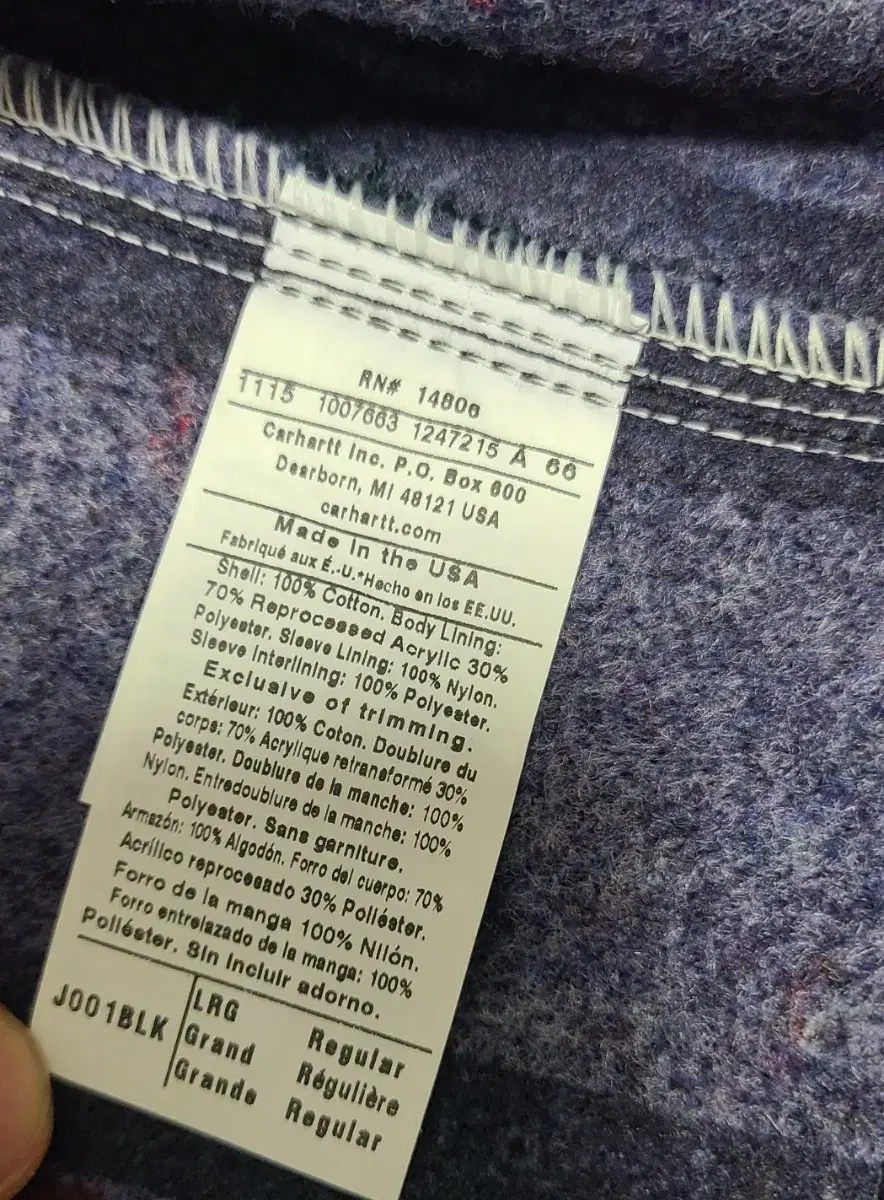 RN# 14806
1115 1007663 1247215 A 66
Carhartt Inc. P.O. Box 600
Dearborn, MI 48121 USA
carhartt.com
Made in the USA
Fabriqué aux É.-U.*Hecho en los EE.UU.
Shell: 100% Cotton. Body Lining:
70% Reprocessed Acrylic 30%
Polyester. Sleeve Lining: 100% Nylon.
Sleeve Interlining: 100% Polyester.
Exclusive of trimming.
Extérieur: 100% Coton. Doublure du
corps: 70% Acrylique retransformé 30%
Polyester. Doublure de la manche: 100%
Nylon. Entredoublure de la manche: 100%
Polyester. Sans garniture.
Armazón: 100% Algodón. Forro del cuerpo: 70%
Acrílico reprocesado 30% Poliéster.
Forro de la manga 100% Nilón.
Forro entrelazado de la manga: 100%
Poliéster. Sin incluir adorno.
J001BLK
LRG Regular
Grand Régulière
Grande Regular